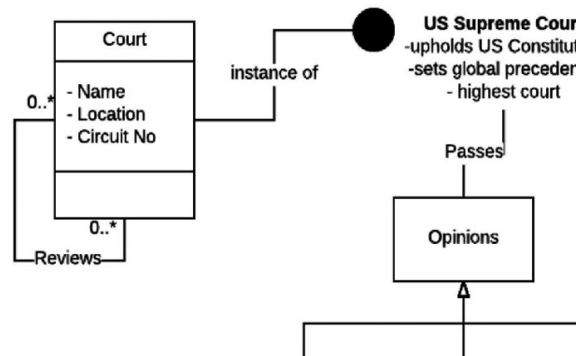 Court
- Name
- Location
- Circuit No
0..*
0..*
Reviews
instance of
US Supreme Cour
-upholds US Constitut
-sets global preceden
- highest court
Passes
Opinions